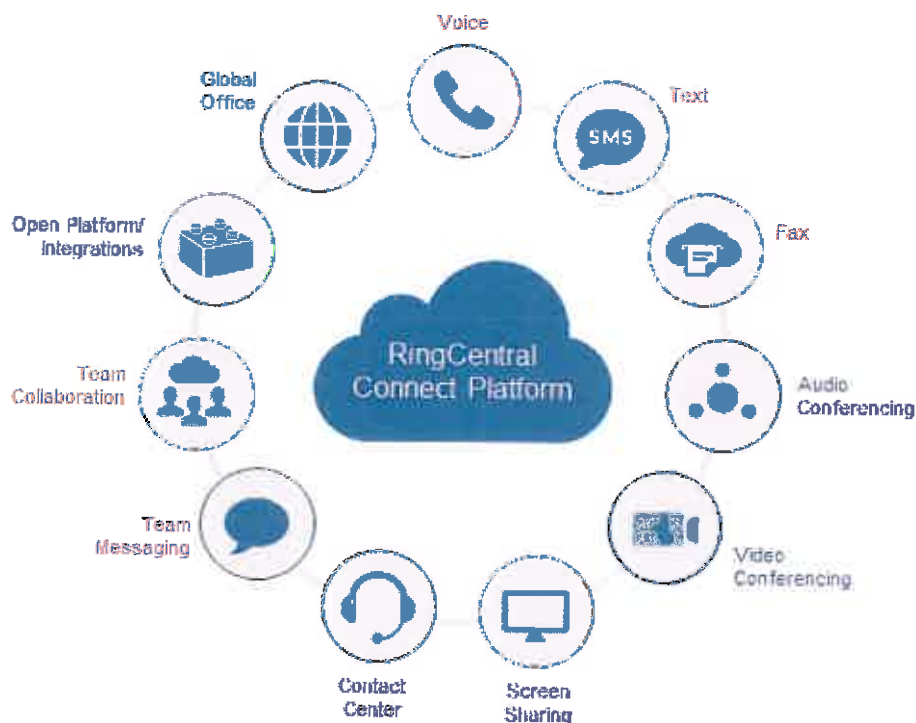 Voice
Global
Office
Text
SMS
Open Platform/
Integrations
Fax
RingCentral
Connect Platform
Team
Collaboration
Audio
Conferencing
Team
Messaging
Video
Conferencing
Contact
Center
Screen
Sharing